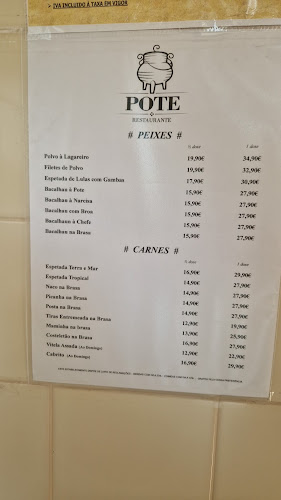 > IVA INCLUIDO À TAXA EM VIGOR
POTE
RESTAURANTE
# PEIXES #
½ dose 1 dose
Polvo à Lagareiro 19,90€ 34,90€
Filetes de Polvo 19,90€ 32,90€
Espetada de Lulas com Gambas 17,90€ 30,90€
Bacalhau à Pote 15,90€ 27,90€
Bacalhau à Narcisa 15,90€ 27,90€
Bacalhau com Broa 15,90€ 27,90€
Bacalhau à Chefe 15,90€ 27,90€
Bacalhau na Brasa 15,90€ 27,90€
# CARNES #
½ dose 1 dose
Espetada Terra e Mar 16,90€ 29,90€
Espetada Tropical 14,90€ 27,90€
Naco na Brasa 14,90€ 27,90€
Picanha na Brasa 14,90€ 27,90€
Posta na Brasa 14,90€ 27,90€
Tiras Entremeada na Brasa 12,90€ 19,90€
Maminha na brasa 13,90€ 25,90€
Costeletão na Brasa 16,90€ 27,90€
Vitela Assada (Ao Domingo) 12,90€ 22,90€
Cabrito (Ao Domingo) 16,90€ 29,90€